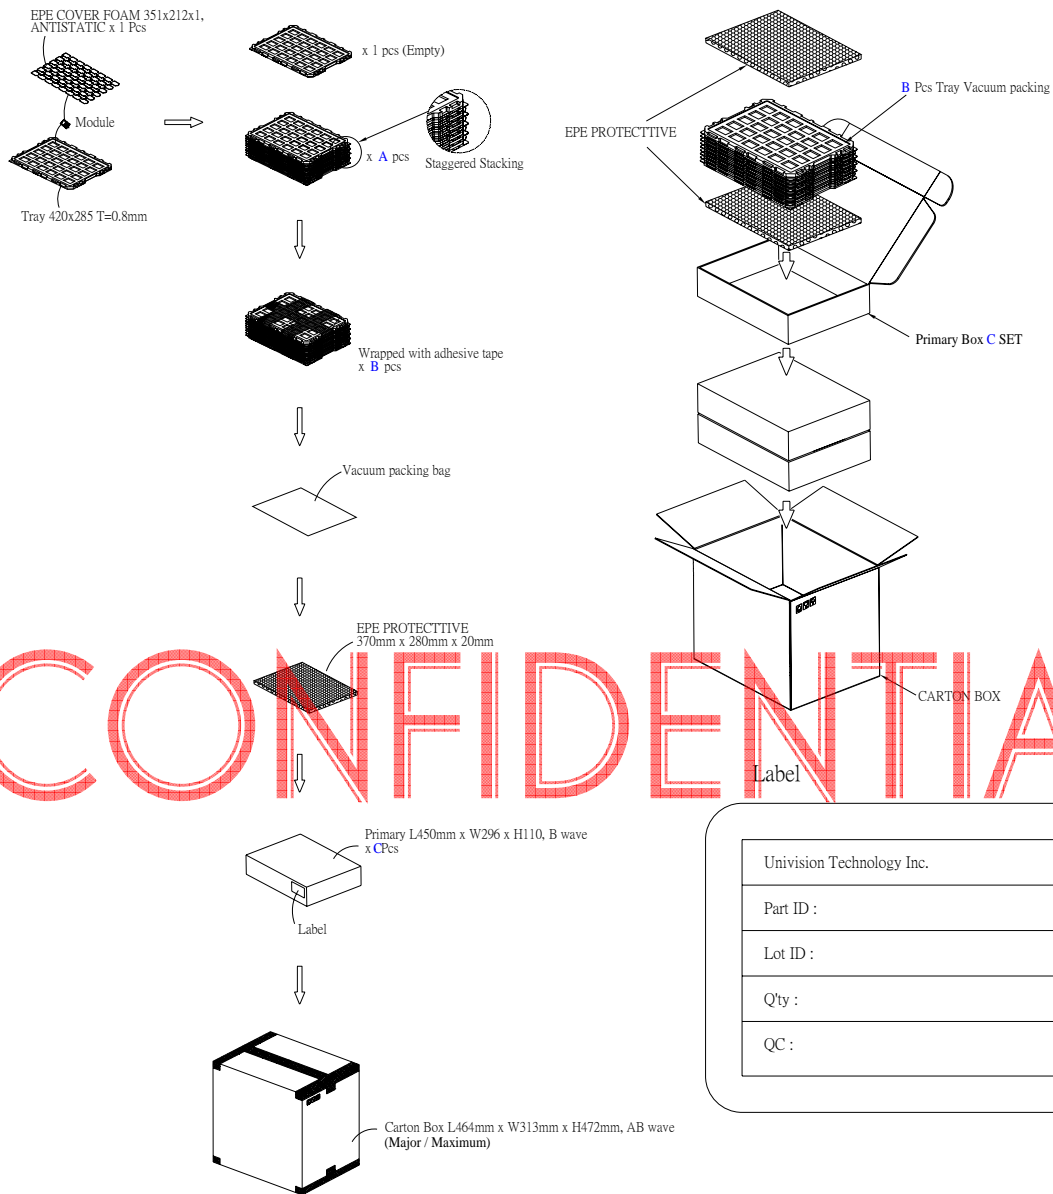 EPE COVER FOAM 351x212x1,
ANTISTATIC x 1 Pcs
Module
Tray 420x285 T=0.8mm
x 1 pcs (Empty)
x A pcs
Staggered Stacking
Wrapped with adhesive tape
x B pcs
Vacuum packing bag
EPE PROTECTTIVE
370mm x 280mm x 20mm
Primary L450mm x W296 x H110, B wave
x CPcs
Label
Carton Box L464mm x W313mm x H472mm, AB wave
(Major / Maximum)
B Pcs Tray Vacuum packing
EPE PROTECTTIVE
Primary Box C SET
CARTON BOX
CONFIDENTIA
Label
Univision Technology Inc.
Part ID :
Lot ID :
Q'ty :
QC :